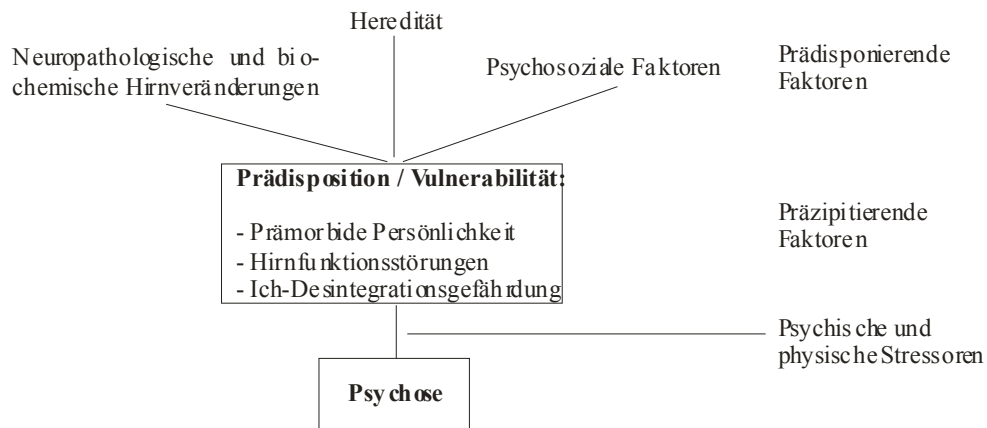 Heredität
Neuropathologische und bio-
chemische Hirnveränderungen
Psychosoziale Faktoren
Prädisponierende
Faktoren
Prädisposition / Vulnerabilität:
- Prämorbide Persönlichkeit
- Hirnfunktionsstörungen
- Ich-Desintegrationsgefährdung
Präzipitierende
Faktoren
Psychische und
physische Stressoren
Psychose